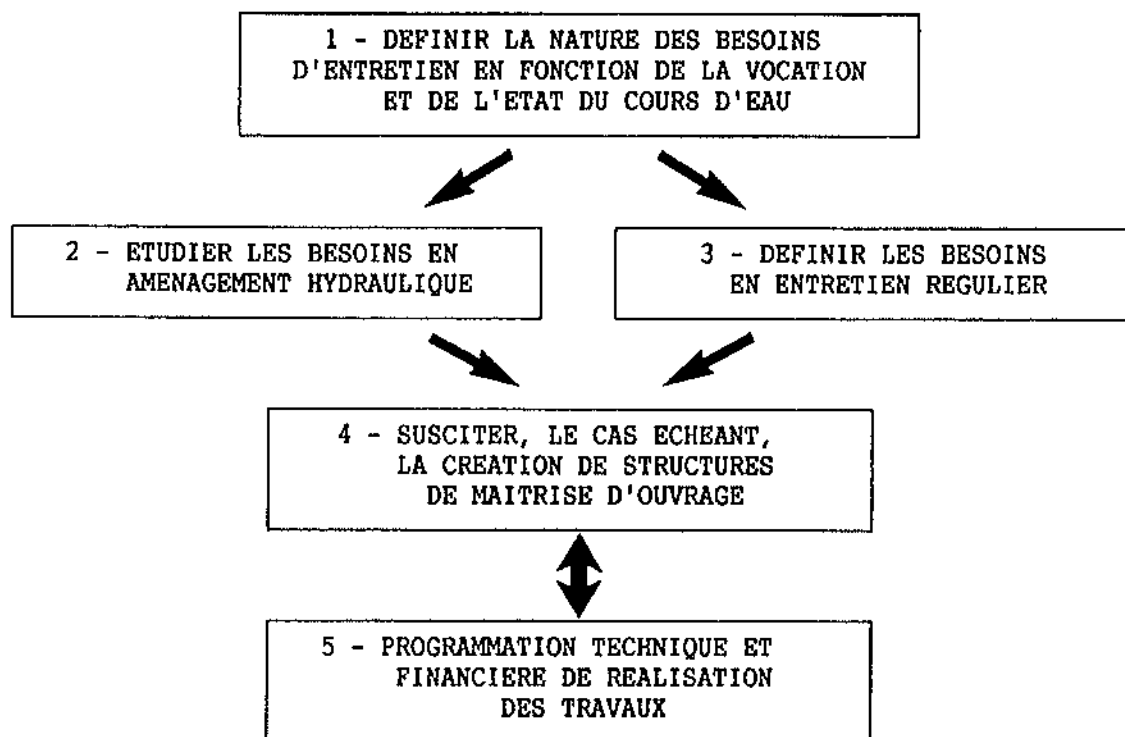 1 - DEFINIR LA NATURE DES BESOINS
D'ENTRETIEN EN FONCTION DE LA VOCATION
ET DE L'ETAT DU COURS D'EAU
2 - ETUDIER LES BESOINS EN
AMENAGEMENT HYDRAULIQUE
3 - DEFINIR LES BESOINS
EN ENTRETIEN REGULIER
4 - SUSCITER, LE CAS ECHEANT,
LA CREATION DE STRUCTURES
DE MAITRISE D'OUVRAGE
5 - PROGRAMMATION TECHNIQUE ET
FINANCIERE DE REALISATION
DES TRAVAUX